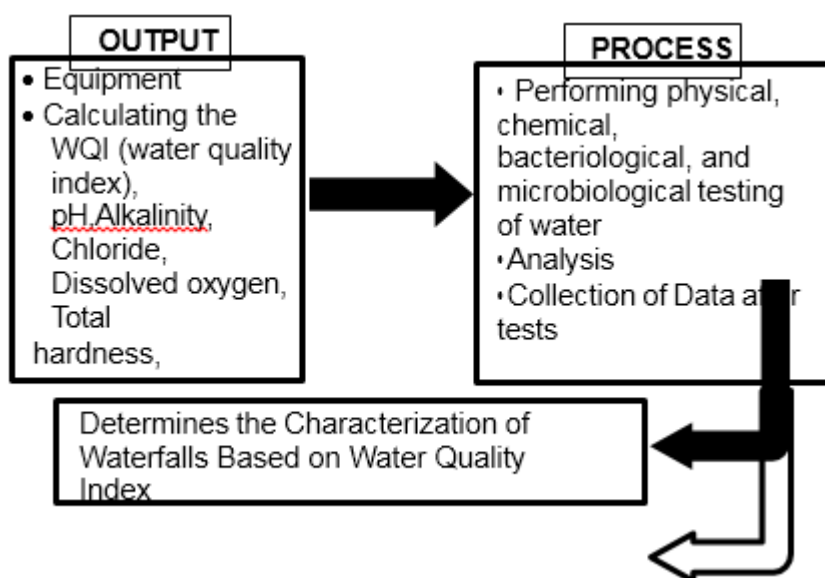 OUTPUT
• Equipment
• Calculating the
WQI (water quality
index),
pH,Alkalinity,
Chloride,
Dissolved oxygen,
Total
hardness,
PROCESS
• Performing physical,
chemical,
bacteriological, and
microbiological testing
of water
•Analysis
•Collection of Data after
tests
Determines the Characterization of
Waterfalls Based on Water Quality
Index